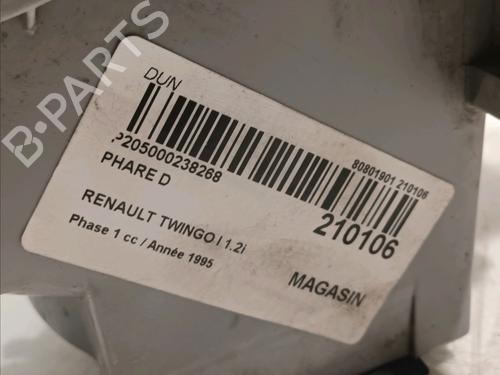 B-PARTS
DUN
P205000238268
80801901 210106
PHARE D
210106
RENAULT TWINGO I 1.2i
Phase 1 cc / Année 1995
MAGASIN